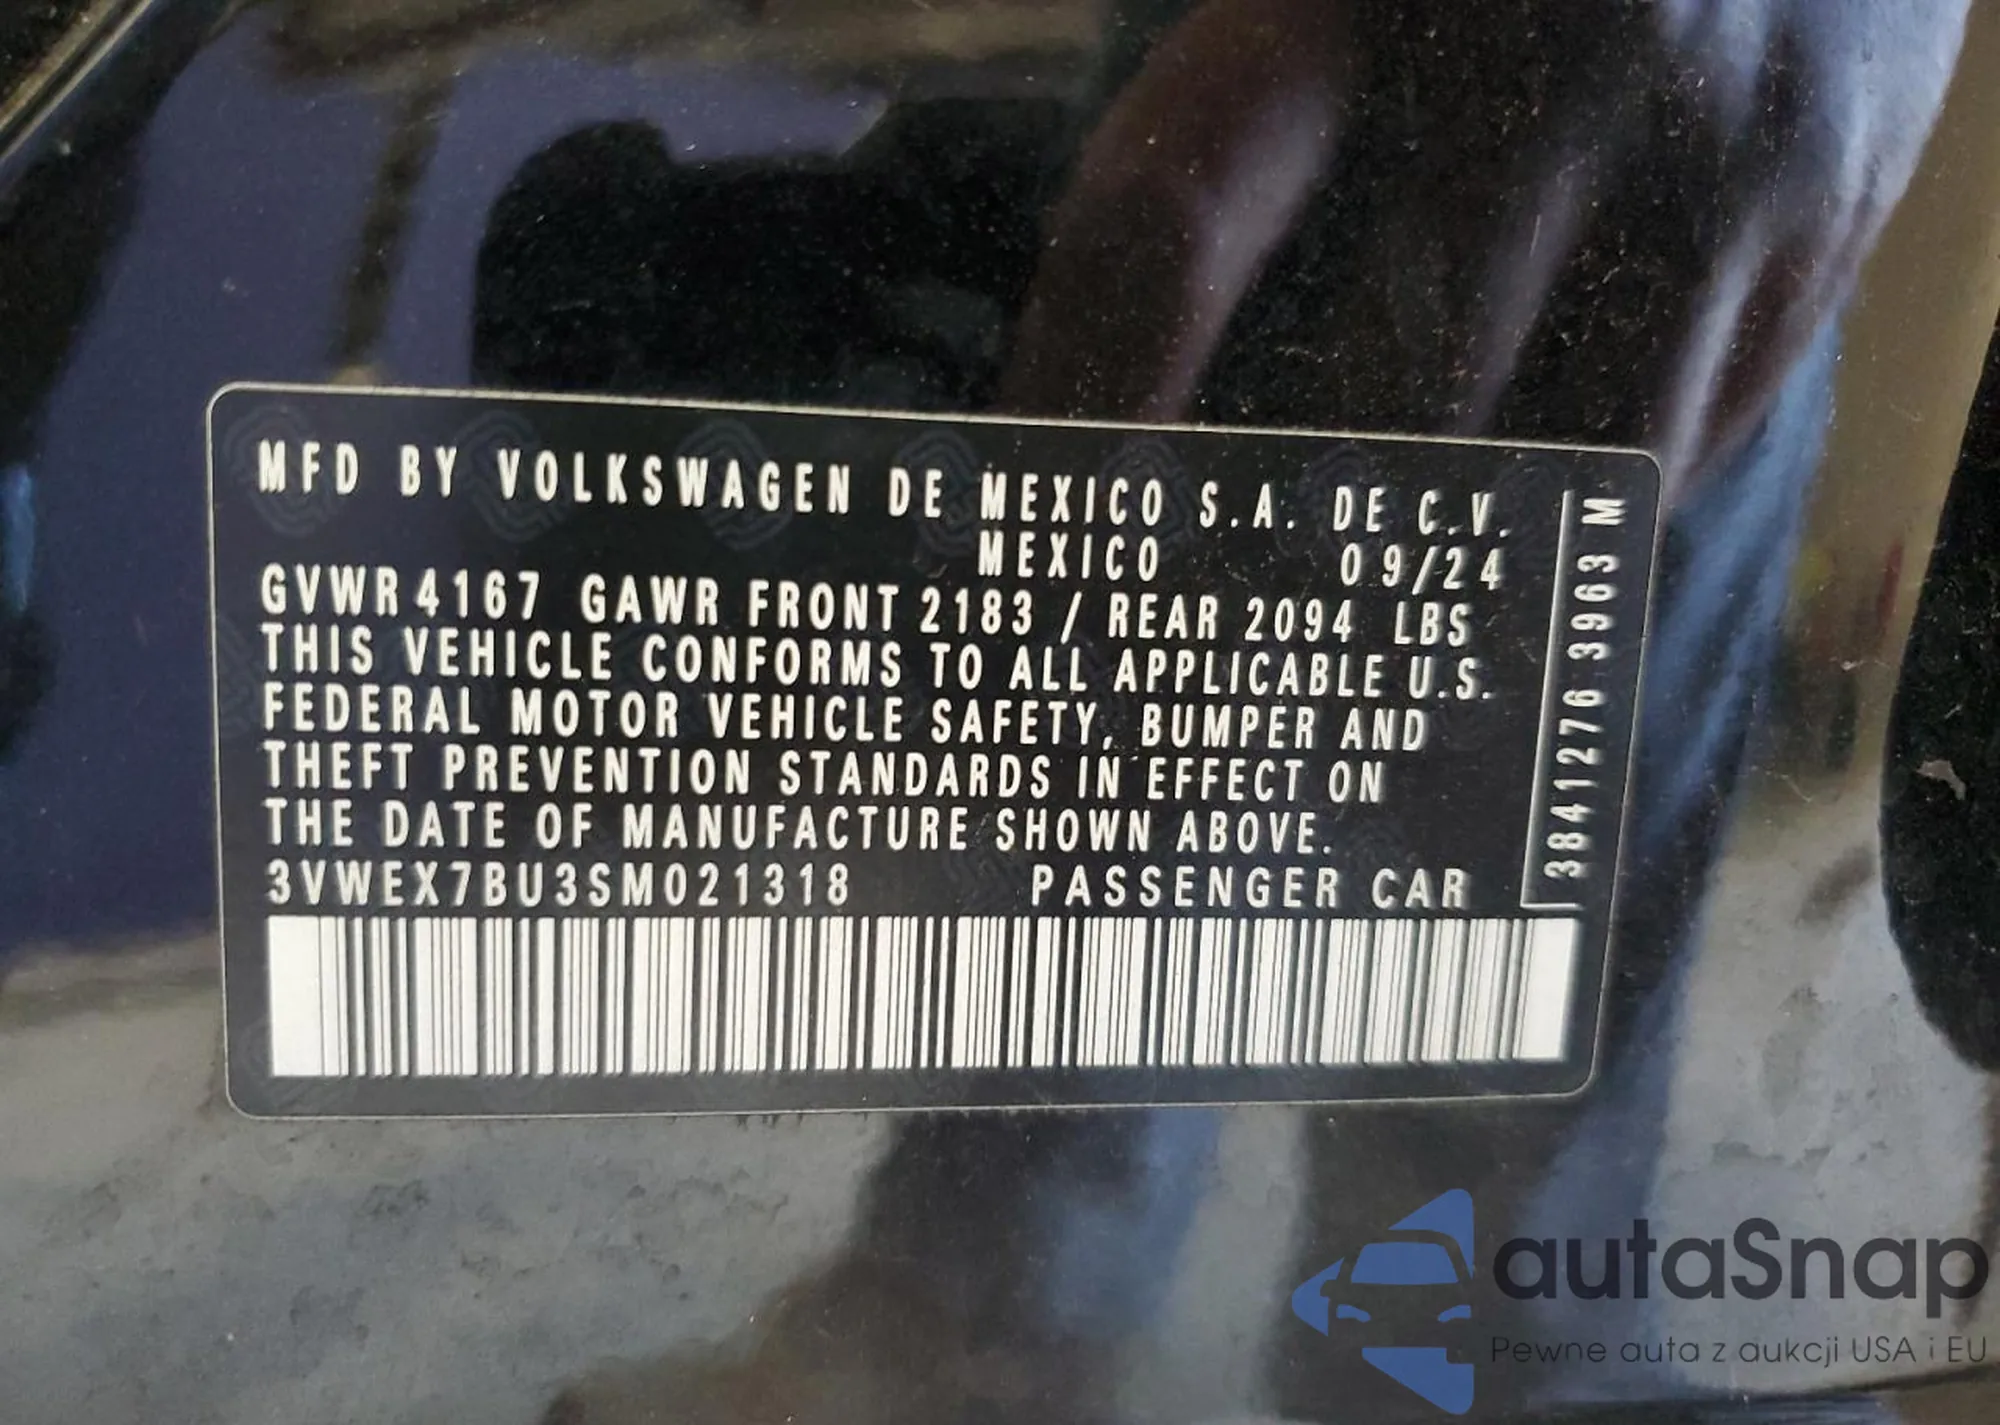 MFD BY VOLKSWAGEN DE MEXICO S.A. DE C.V.
MEXICO 09/24
GVWR 4167 GAWR FRONT 2183 / REAR 2094 LBS
THIS VEHICLE CONFORMS TO ALL APPLICABLE U.S.
FEDERAL MOTOR VEHICLE SAFETY, BUMPER AND
THEFT PREVENTION STANDARDS IN EFFECT ON
THE DATE OF MANUFACTURE SHOWN ABOVE.
3VWEX7BU3SM021318 PASSENGER CAR
3841276 3963 M
autaSnap
Pewne auta z aukcji USA i EU